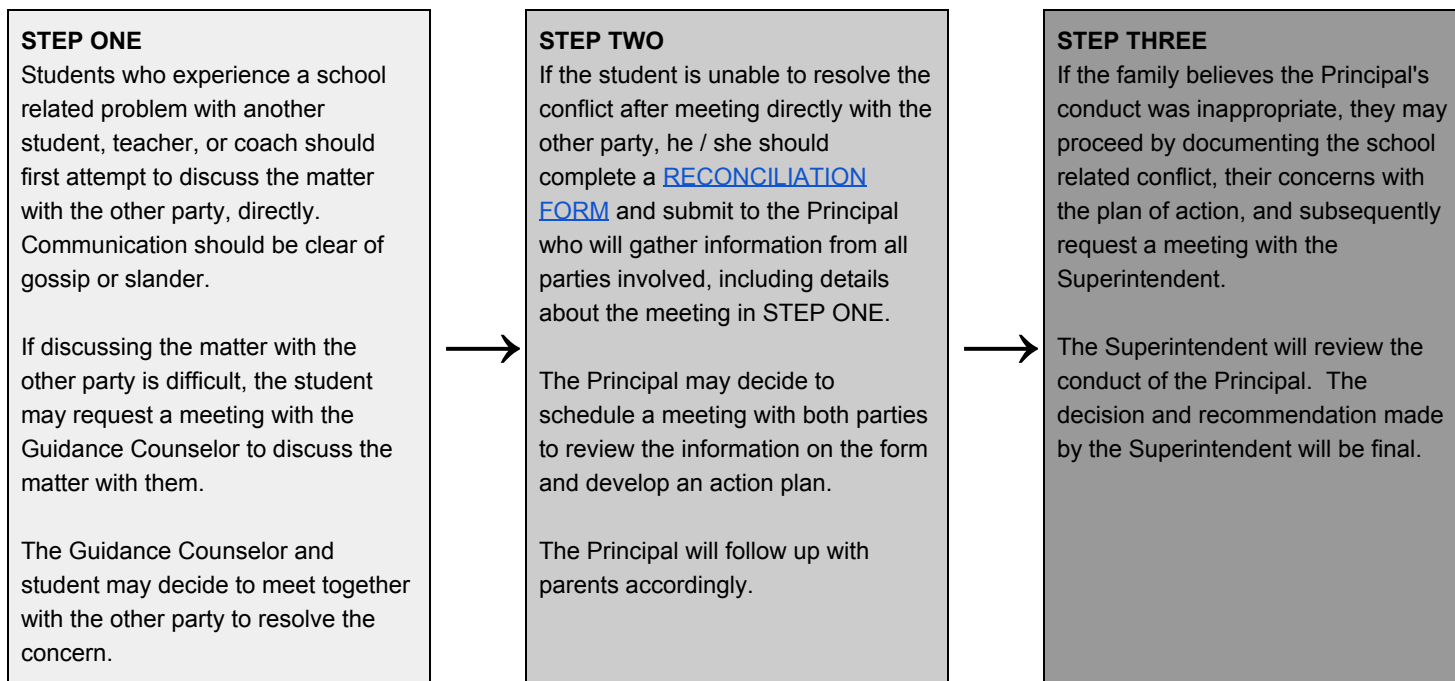 STEP ONE
Students who experience a school
related problem with another
student, teacher, or coach should
first attempt to discuss the matter
with the other party, directly.
Communication should be clear of
gossip or slander.
If discussing the matter with the
other party is difficult, the student
may request a meeting with the
Guidance Counselor to discuss the
matter with them.
The Guidance Counselor and
student may decide to meet together
with the other party to resolve the
concern.
STEP TWO
If the student is unable to resolve the
conflict after meeting directly with the
other party, he / she should
complete a RECONCILIATION
FORM and submit to the Principal
who will gather information from all
parties involved, including details
about the meeting in STEP ONE.
The Principal may decide to
schedule a meeting with both parties
to review the information on the form
and develop an action plan.
The Principal will follow up with
parents accordingly.
STEP THREE
If the family believes the Principal's
conduct was inappropriate, they may
proceed by documenting the school
related conflict, their concerns with
the plan of action, and subsequently
request a meeting with the
Superintendent.
The Superintendent will review the
conduct of the Principal.  The
decision and recommendation made
by the Superintendent will be final.